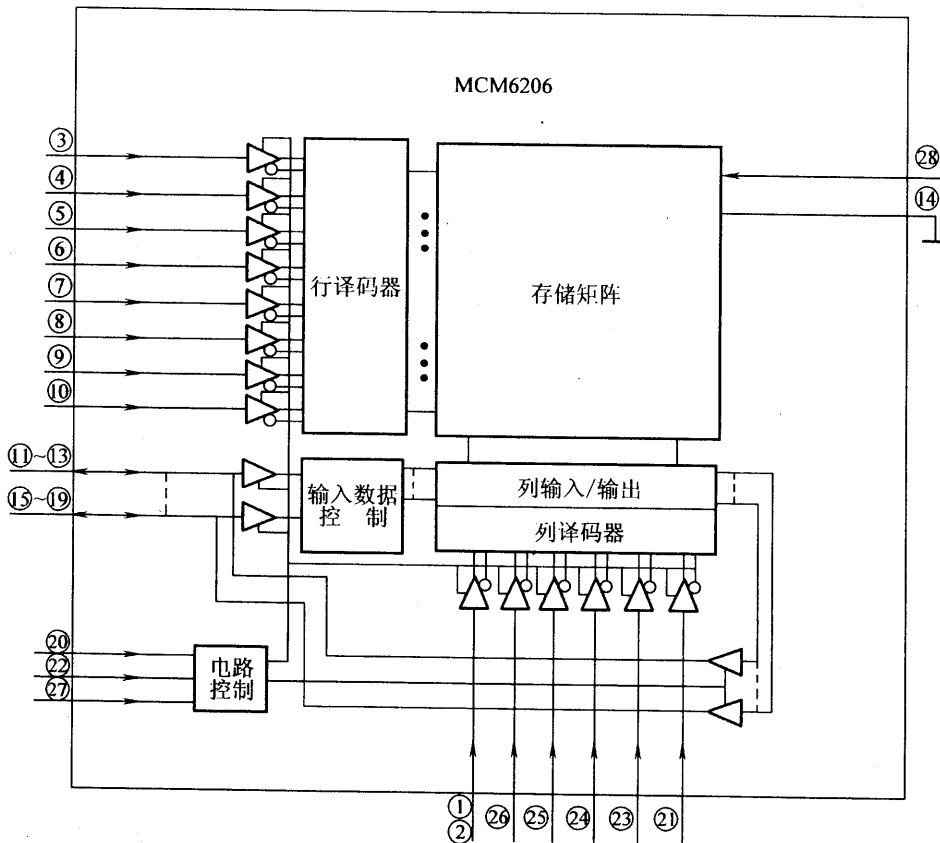 MCM6206
③
④
⑤
⑥
⑦
⑧
⑨
⑩
行译码器
存储矩阵
㉘
⑭
⑪~⑬
⑮~⑲
输入数据
控 制
列输入/输出
列译码器
⑳
㉒
㉗
电路
控制
①
②
㉖
㉕
㉔
㉓
㉑